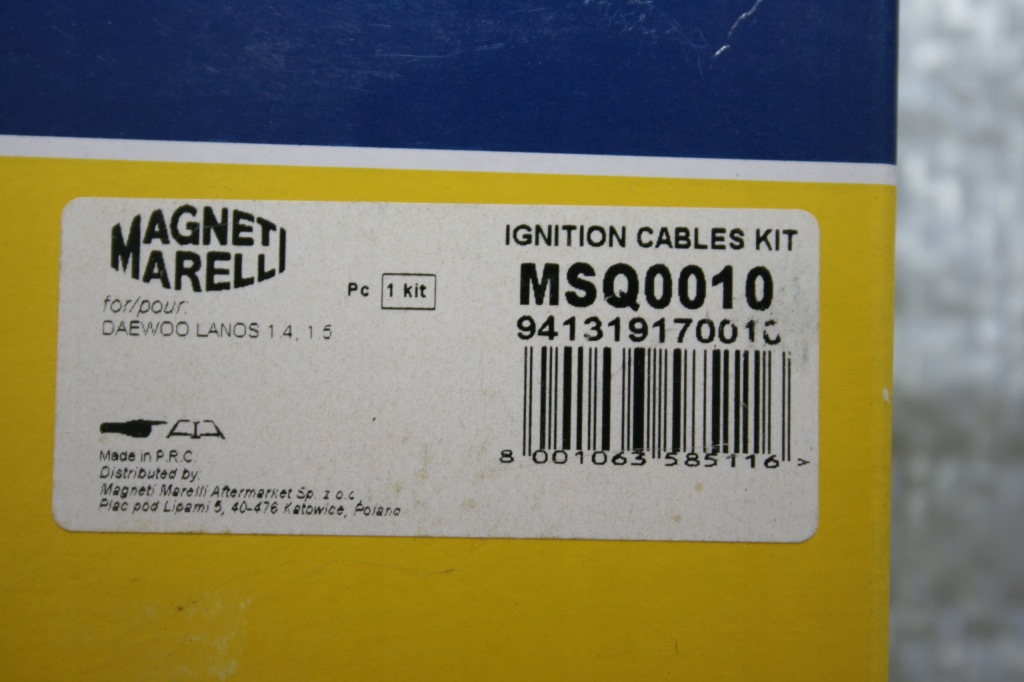 MAGNETI
MARELLI
for/pour:
DAEWOO LANOS 1.4, 1.5
Pc 1 kit
IGNITION CABLES KIT
MSQ0010
941319170010
8 001063 585116 >
Made in P.R.C.
Distributed by:
Magneti Marelli Aftermarket Sp. z o.o.,
Plac pod Lipami 5, 40-476 Katowice, Poland